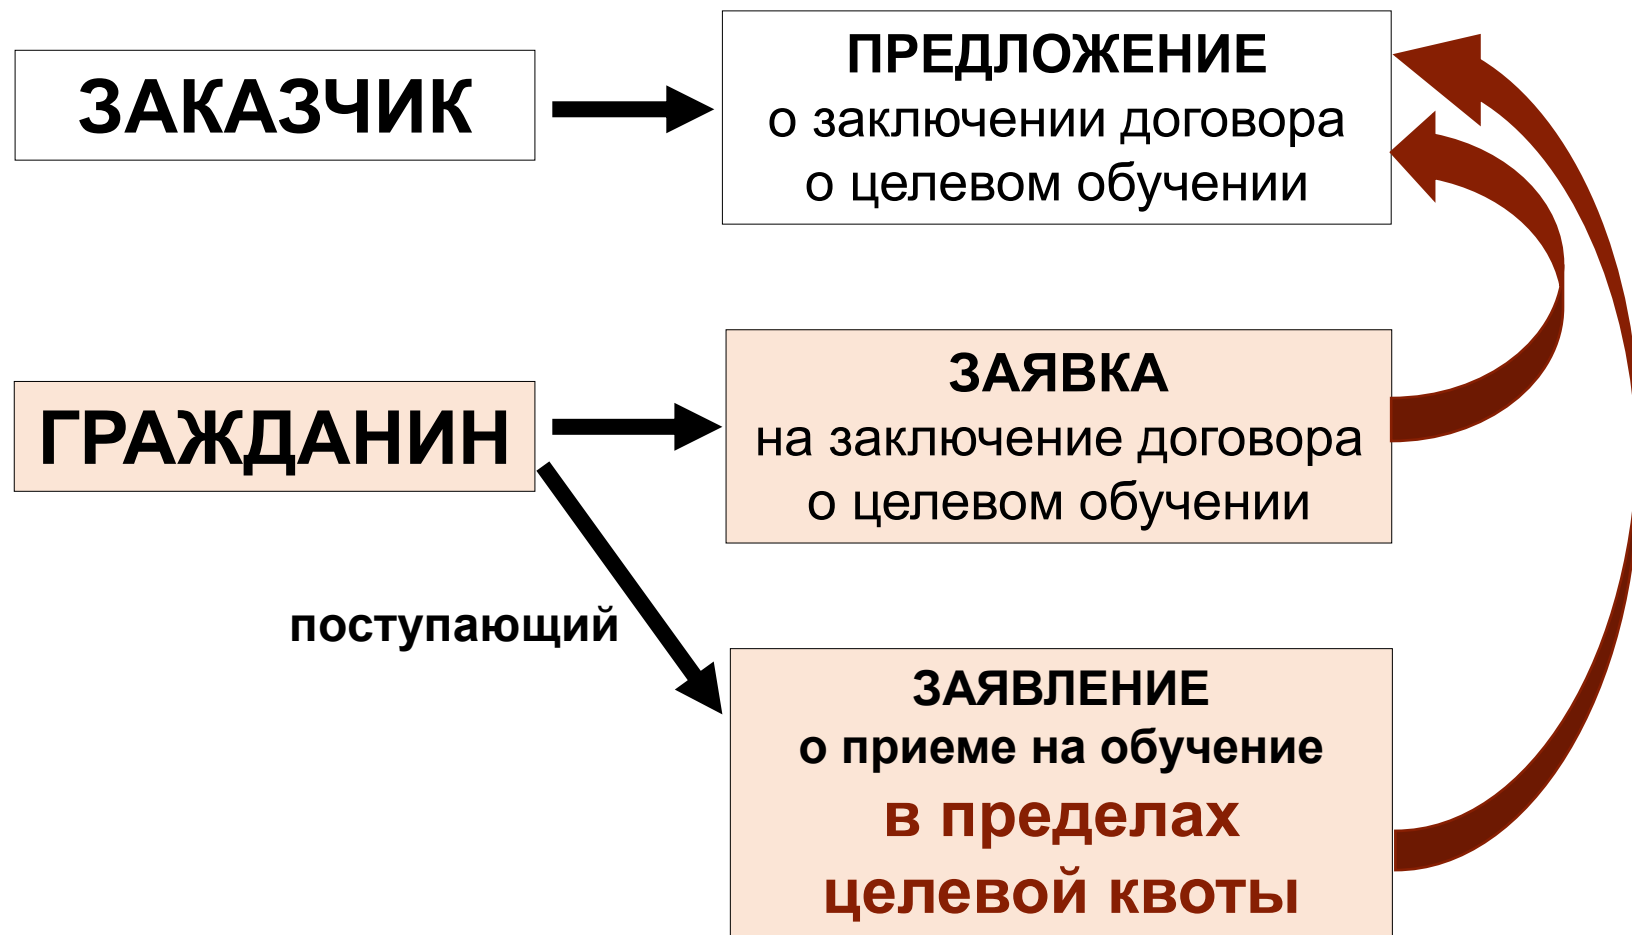 ЗАКАЗЧИК
ПРЕДЛОЖЕНИЕ
о заключении договора
о целевом обучении
ГРАЖДАНИН
ЗАЯВКА
на заключение договора
о целевом обучении
поступающий
ЗАЯВЛЕНИЕ
о приеме на обучение
в пределах
целевой квоты